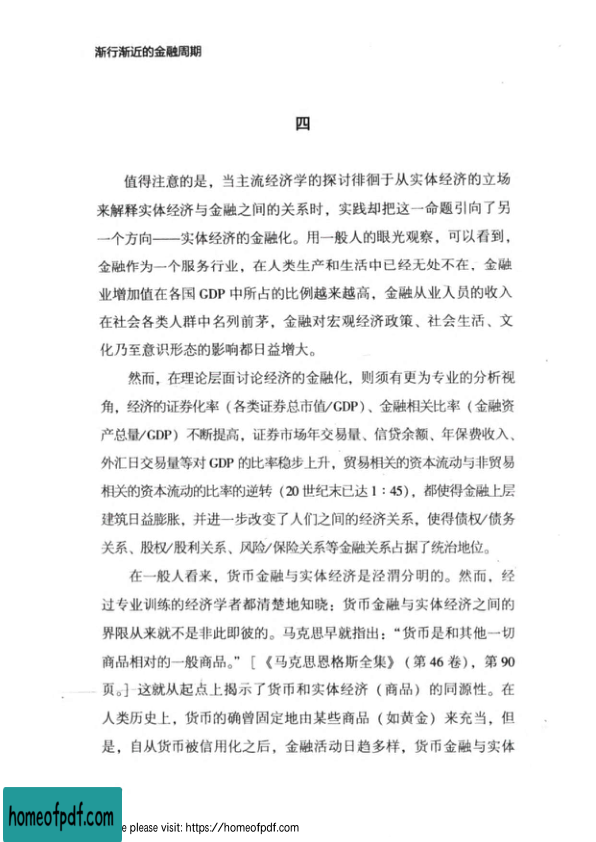 渐行渐近的金融周期
四
值得注意的是，当主流经济学的探讨徘徊于从实体经济的立场
来解释实体经济与金融之间的关系时，实践却把这一命题引向了另
一个方向——实体经济的金融化。用一般人的眼光观察，可以看到，
金融作为一个服务行业，在人类生产和生活中已经无处不在，金融
业增加值在各国 GDP 中所占的比例越来越高，金融从业人员的收入
在社会各类人群中名列前茅，金融对宏观经济政策、社会生活、文
化乃至意识形态的影响都日益增大。
然而，在理论层面讨论经济的金融化，则须有更为专业的分析视
角，经济的证券化率（各类证券总市值/GDP）、金融相关比率（金融资
产总量/GDP）不断提高，证券市场年交易量、信贷余额、年保费收入、
外汇日交易量等对 GDP 的比率稳步上升，贸易相关的资本流动与非贸易
相关的资本流动的比率的逆转（20 世纪末已达 1∶45），都使得金融上层
建筑日益膨胀，并进一步改变了人们之间的经济关系，使得债权/债务
关系、股权/股利关系、风险/保险关系等金融关系占据了统治地位。
在一般人看来，货币金融与实体经济是泾渭分明的。然而，经
过专业训练的经济学者都清楚地知晓；货币金融与实体经济之间的
界限从来就不是非此即彼的。马克思早就指出：“货币是和其他一切
商品相对的一般商品。”［《马克思恩格斯全集》（第 46 卷），第 90
页。］这就从起点上揭示了货币和实体经济（商品）的同源性。在
人类历史上，货币的确曾固定地由某些商品（如黄金）来充当，但
是，自从货币被信用化之后，金融活动日趋多样，货币金融与实体
homeofpdf.com
e please visit: https://homeofpdf.com